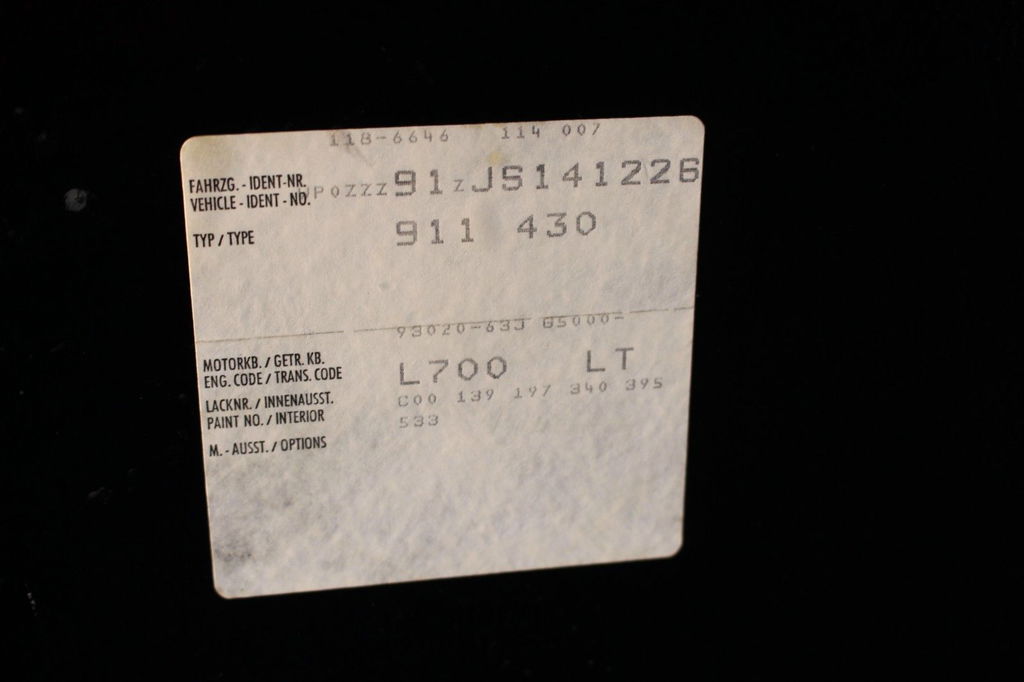 118-6646 114 007
FAHRZG. - IDENT-NR.
VEHICLE - IDENT - NO. WPOZZZ91ZJS141226
TYP / TYPE 911 430
93020-63J G5000=
MOTORKB. / GETR. KB.
ENG. CODE / TRANS. CODE L700 LT
LACKNR. / INNENAUSST. C00 139 197 340 395
PAINT NO. / INTERIOR 533
M. - AUSST. / OPTIONS